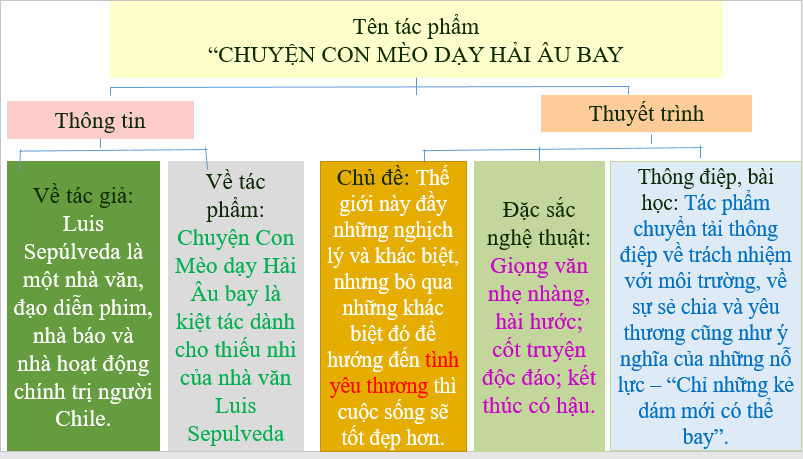 Tên tác phẩm
“CHUYỆN CON MÈO DẠY HẢI ÂU BAY
Thông tin
Thuyết trình
Về tác giả:
Luis
Sepúlveda là
một nhà văn,
đạo diễn phim,
nhà báo và
nhà hoạt động
chính trị người
Chile.
Về tác
phẩm:
Chuyện Con
Mèo dạy Hải
Âu bay là
kiệt tác dành
cho thiếu nhi
của nhà văn
Luis
Sepulveda
Chủ đề: Thế
giới này đầy
những nghịch
lý và khác biệt,
nhưng bỏ qua
những khác
biệt đó để
hướng đến tình
yêu thương thì
cuộc sống sẽ
tốt đẹp hơn.
Đặc sắc
nghệ thuật:
Giọng văn
nhẹ nhàng,
hài hước;
cốt truyện
độc đáo; kết
thúc có hậu.
Thông điệp, bài
học: Tác phẩm
chuyển tải thông
điệp về trách nhiệm
với môi trường, về
sự sẻ chia và yêu
thương cũng như ý
nghĩa của những nỗ
lực – “Chỉ những kẻ
dám mới có thể
bay”.